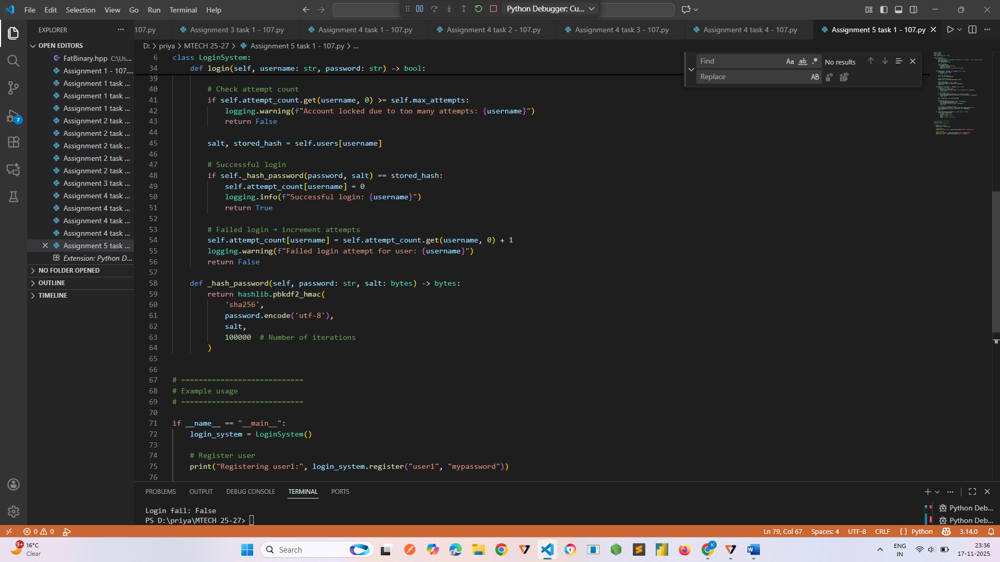 File Edit Selection View Go Run Terminal Help
Python Debugger: Cu...
EXPLORER
107.py
Assignment 3 task 1 - 107.py
Assignment 4 task 1 - 107.py
Assignment 4 task 2 - 107.py
Assignment 4 task 3 - 107.py
Assignment 4 task 4 - 107.py
Assignment 5 task 1 - 107.py
OPEN EDITORS
FatBinary.hpp C:\Us...
Assignment 1 - 107....
Assignment 1 task ...
Assignment 1 task ...
Assignment 1 task ...
Assignment 2 task ...
Assignment 2 task ...
Assignment 2 task ...
Assignment 2 task ...
Assignment 2 task ...
Assignment 3 task ...
Assignment 4 task ...
Assignment 4 task ...
Assignment 4 task ...
Assignment 4 task ...
Assignment 5 task ...
Extension: Python D...
NO FOLDER OPENED
OUTLINE
TIMELINE
7
D: > priya > MTECH 25-27 > Assignment 5 task 1 - 107.py > ...
Find
Aa ab .* No results
Replace
AB
6 class LoginSystem:
34 def login(self, username: str, password: str) -> bool:
39
40 # Check attempt count
41 if self.attempt_count.get(username, 0) >= self.max_attempts:
42 logging.warning(f"Account locked due to too many attempts: {username}")
43 return False
44
45 salt, stored_hash = self.users[username]
46
47 # Successful login
48 if self._hash_password(password, salt) == stored_hash:
49 self.attempt_count[username] = 0
50 logging.info(f"Successful login: {username}")
51 return True
52
53 # Failed login → increment attempts
54 self.attempt_count[username] = self.attempt_count.get(username, 0) + 1
55 logging.warning(f"Failed login attempt for user: {username}")
56 return False
57
58 def _hash_password(self, password: str, salt: bytes) -> bytes:
59 return hashlib.pbkdf2_hmac(
60 'sha256',
61 password.encode('utf-8'),
62 salt,
63 100000 # Number of iterations
64 )
65
66
67 # ============================
68 # Example usage
69 # ============================
70
71 if __name__ == "__main__":
72 login_system = LoginSystem()
73
74 # Register user
75 print("Registering user1:", login_system.register("user1", "mypassword"))
76
PROBLEMS OUTPUT DEBUG CONSOLE TERMINAL PORTS
Login fail: False
PS D:\priya\MTECH 25-27>
Python Deb...
Python Deb...
0 0
Ln 79, Col 67 Spaces: 4 UTF-8 CRLF { } Python 3.14.0
9+
16°C
Clear
Search
K
ENG
IN
23:36
17-11-2025